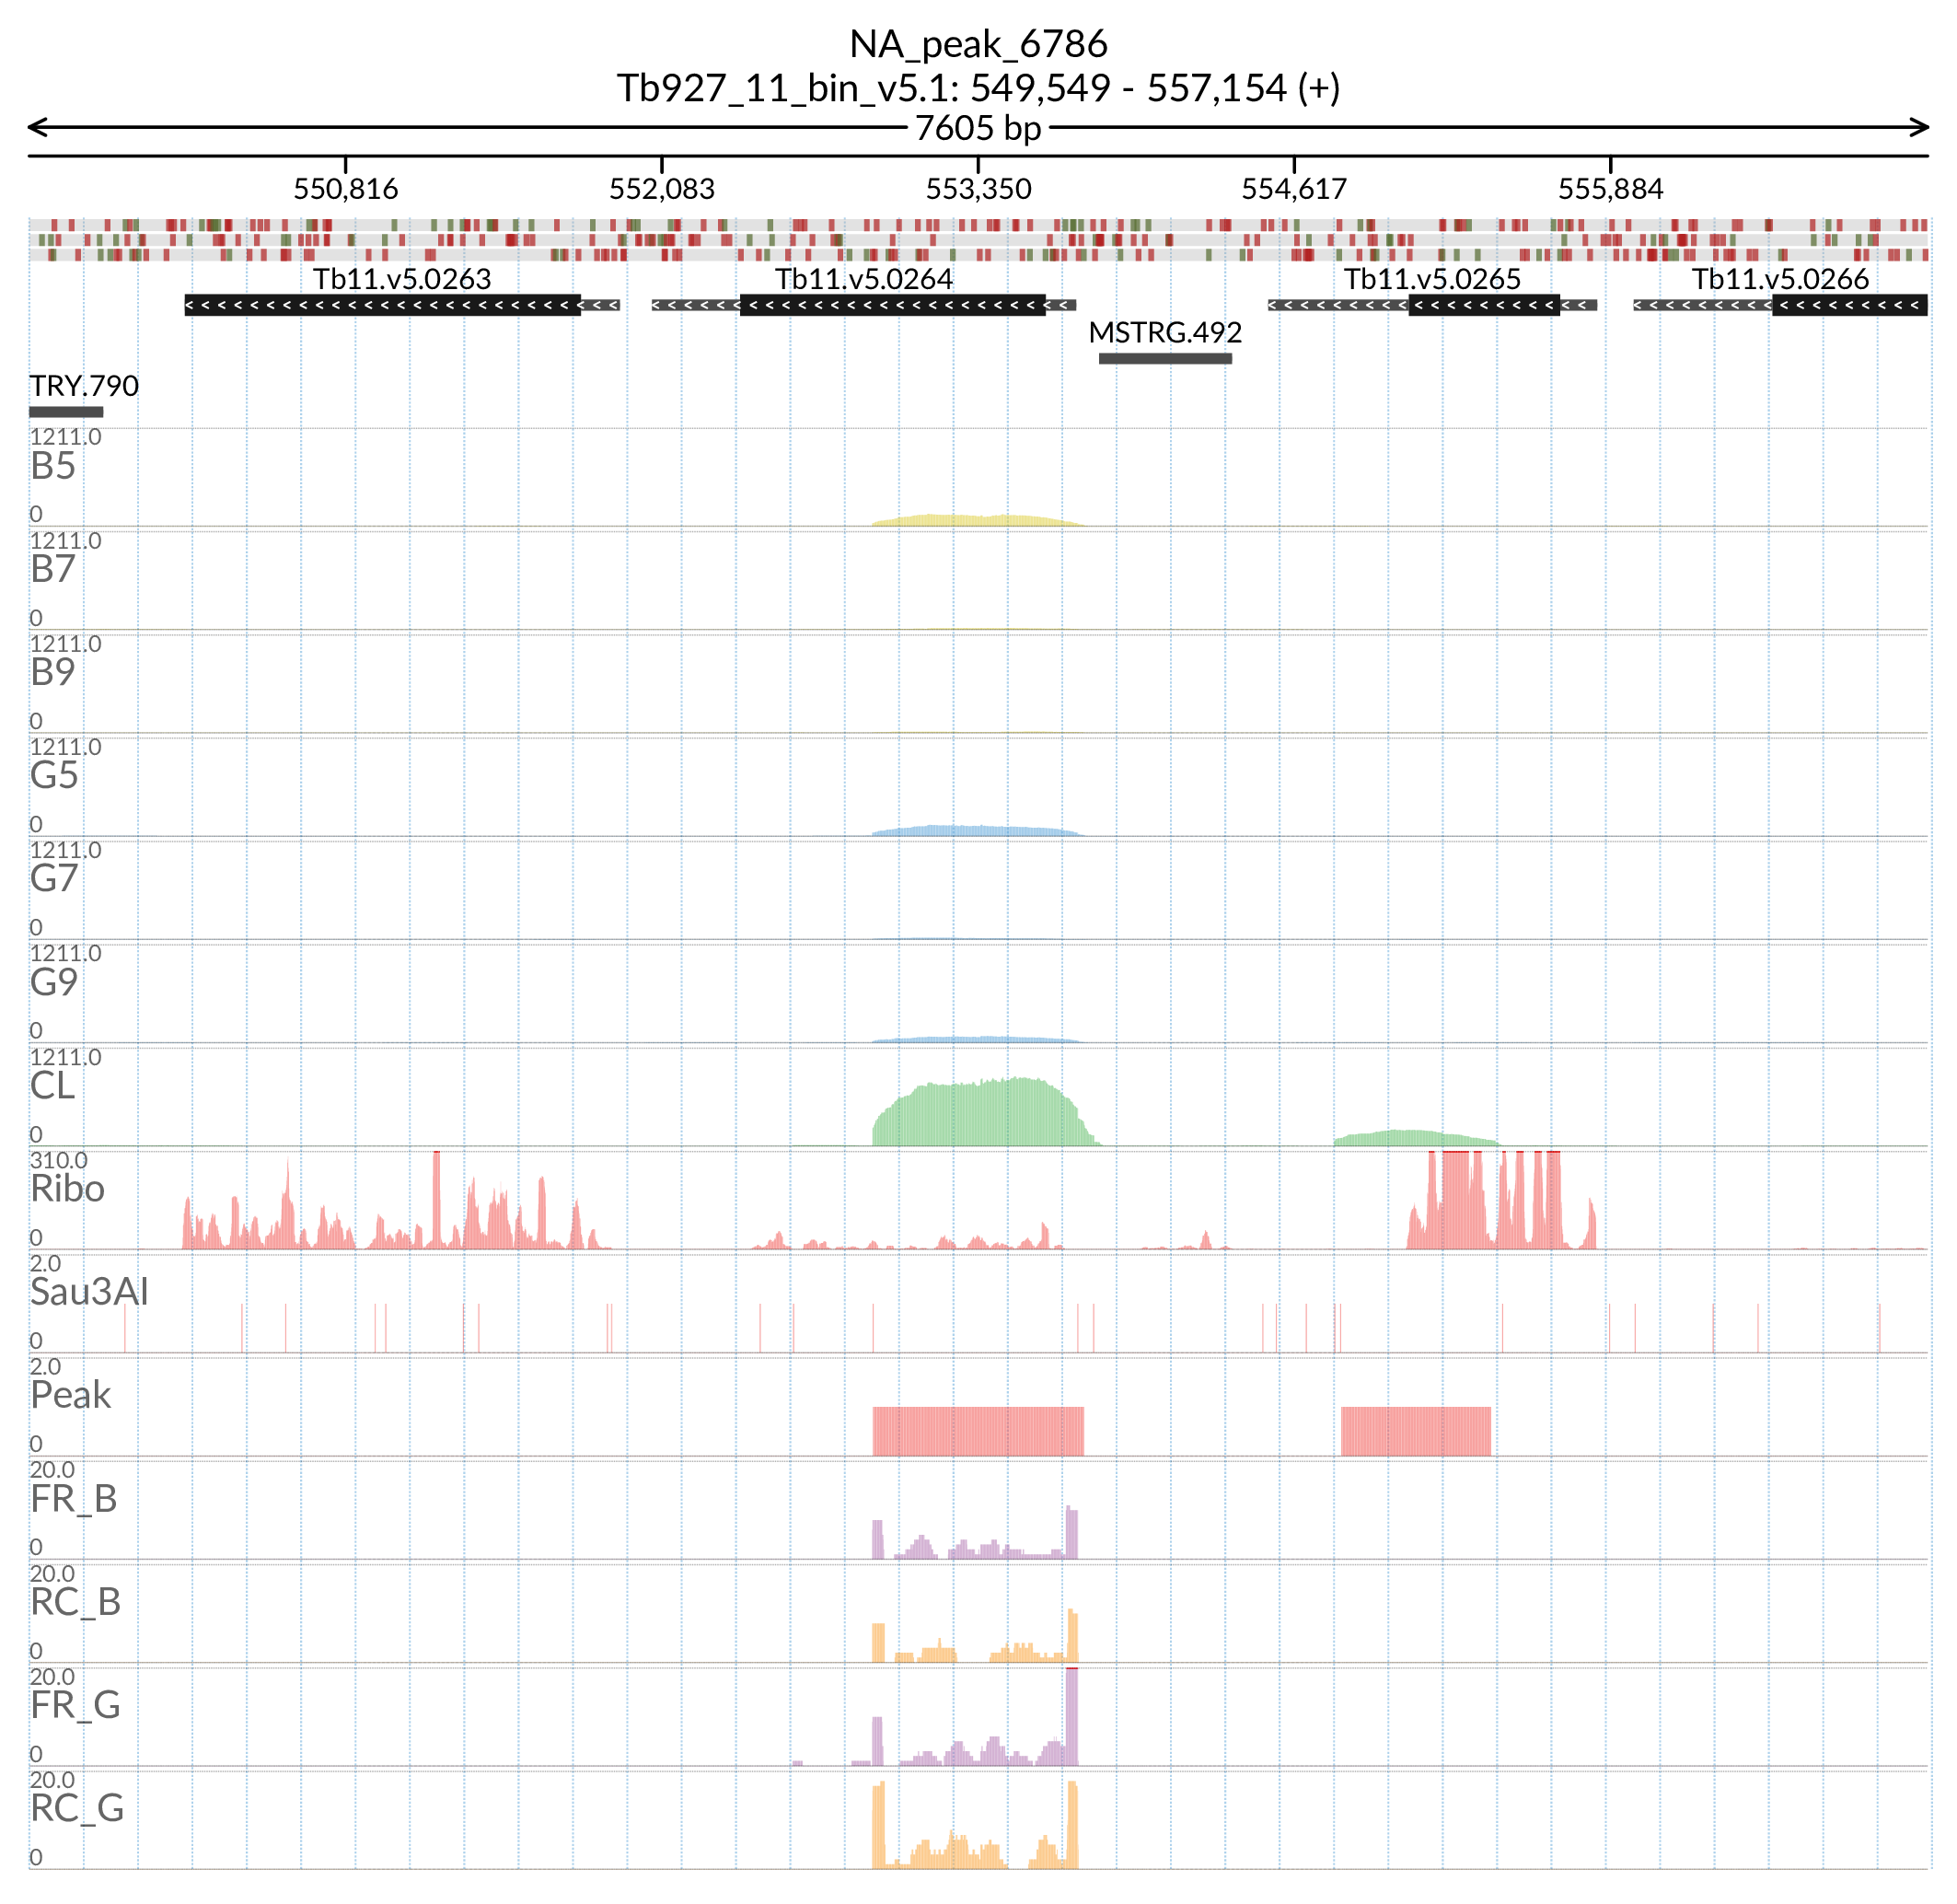 NA_peak_6786
Tb927_11_bin_v5.1: 549,549 - 557,154 (+)
7605 bp
550,816 552,083 553,350 554,617 555,884
Tb11.v5.0263 Tb11.v5.0264 Tb11.v5.0265 Tb11.v5.0266
MSTRG.492
TRY.790
1211.0
B5
0
1211.0
B7
0
1211.0
B9
0
1211.0
G5
0
1211.0
G7
0
1211.0
G9
0
1211.0
CL
0
310.0
Ribo
0
2.0
Sau3AI
0
2.0
Peak
0
20.0
FR_B
0
20.0
RC_B
0
20.0
FR_G
0
20.0
RC_G
0